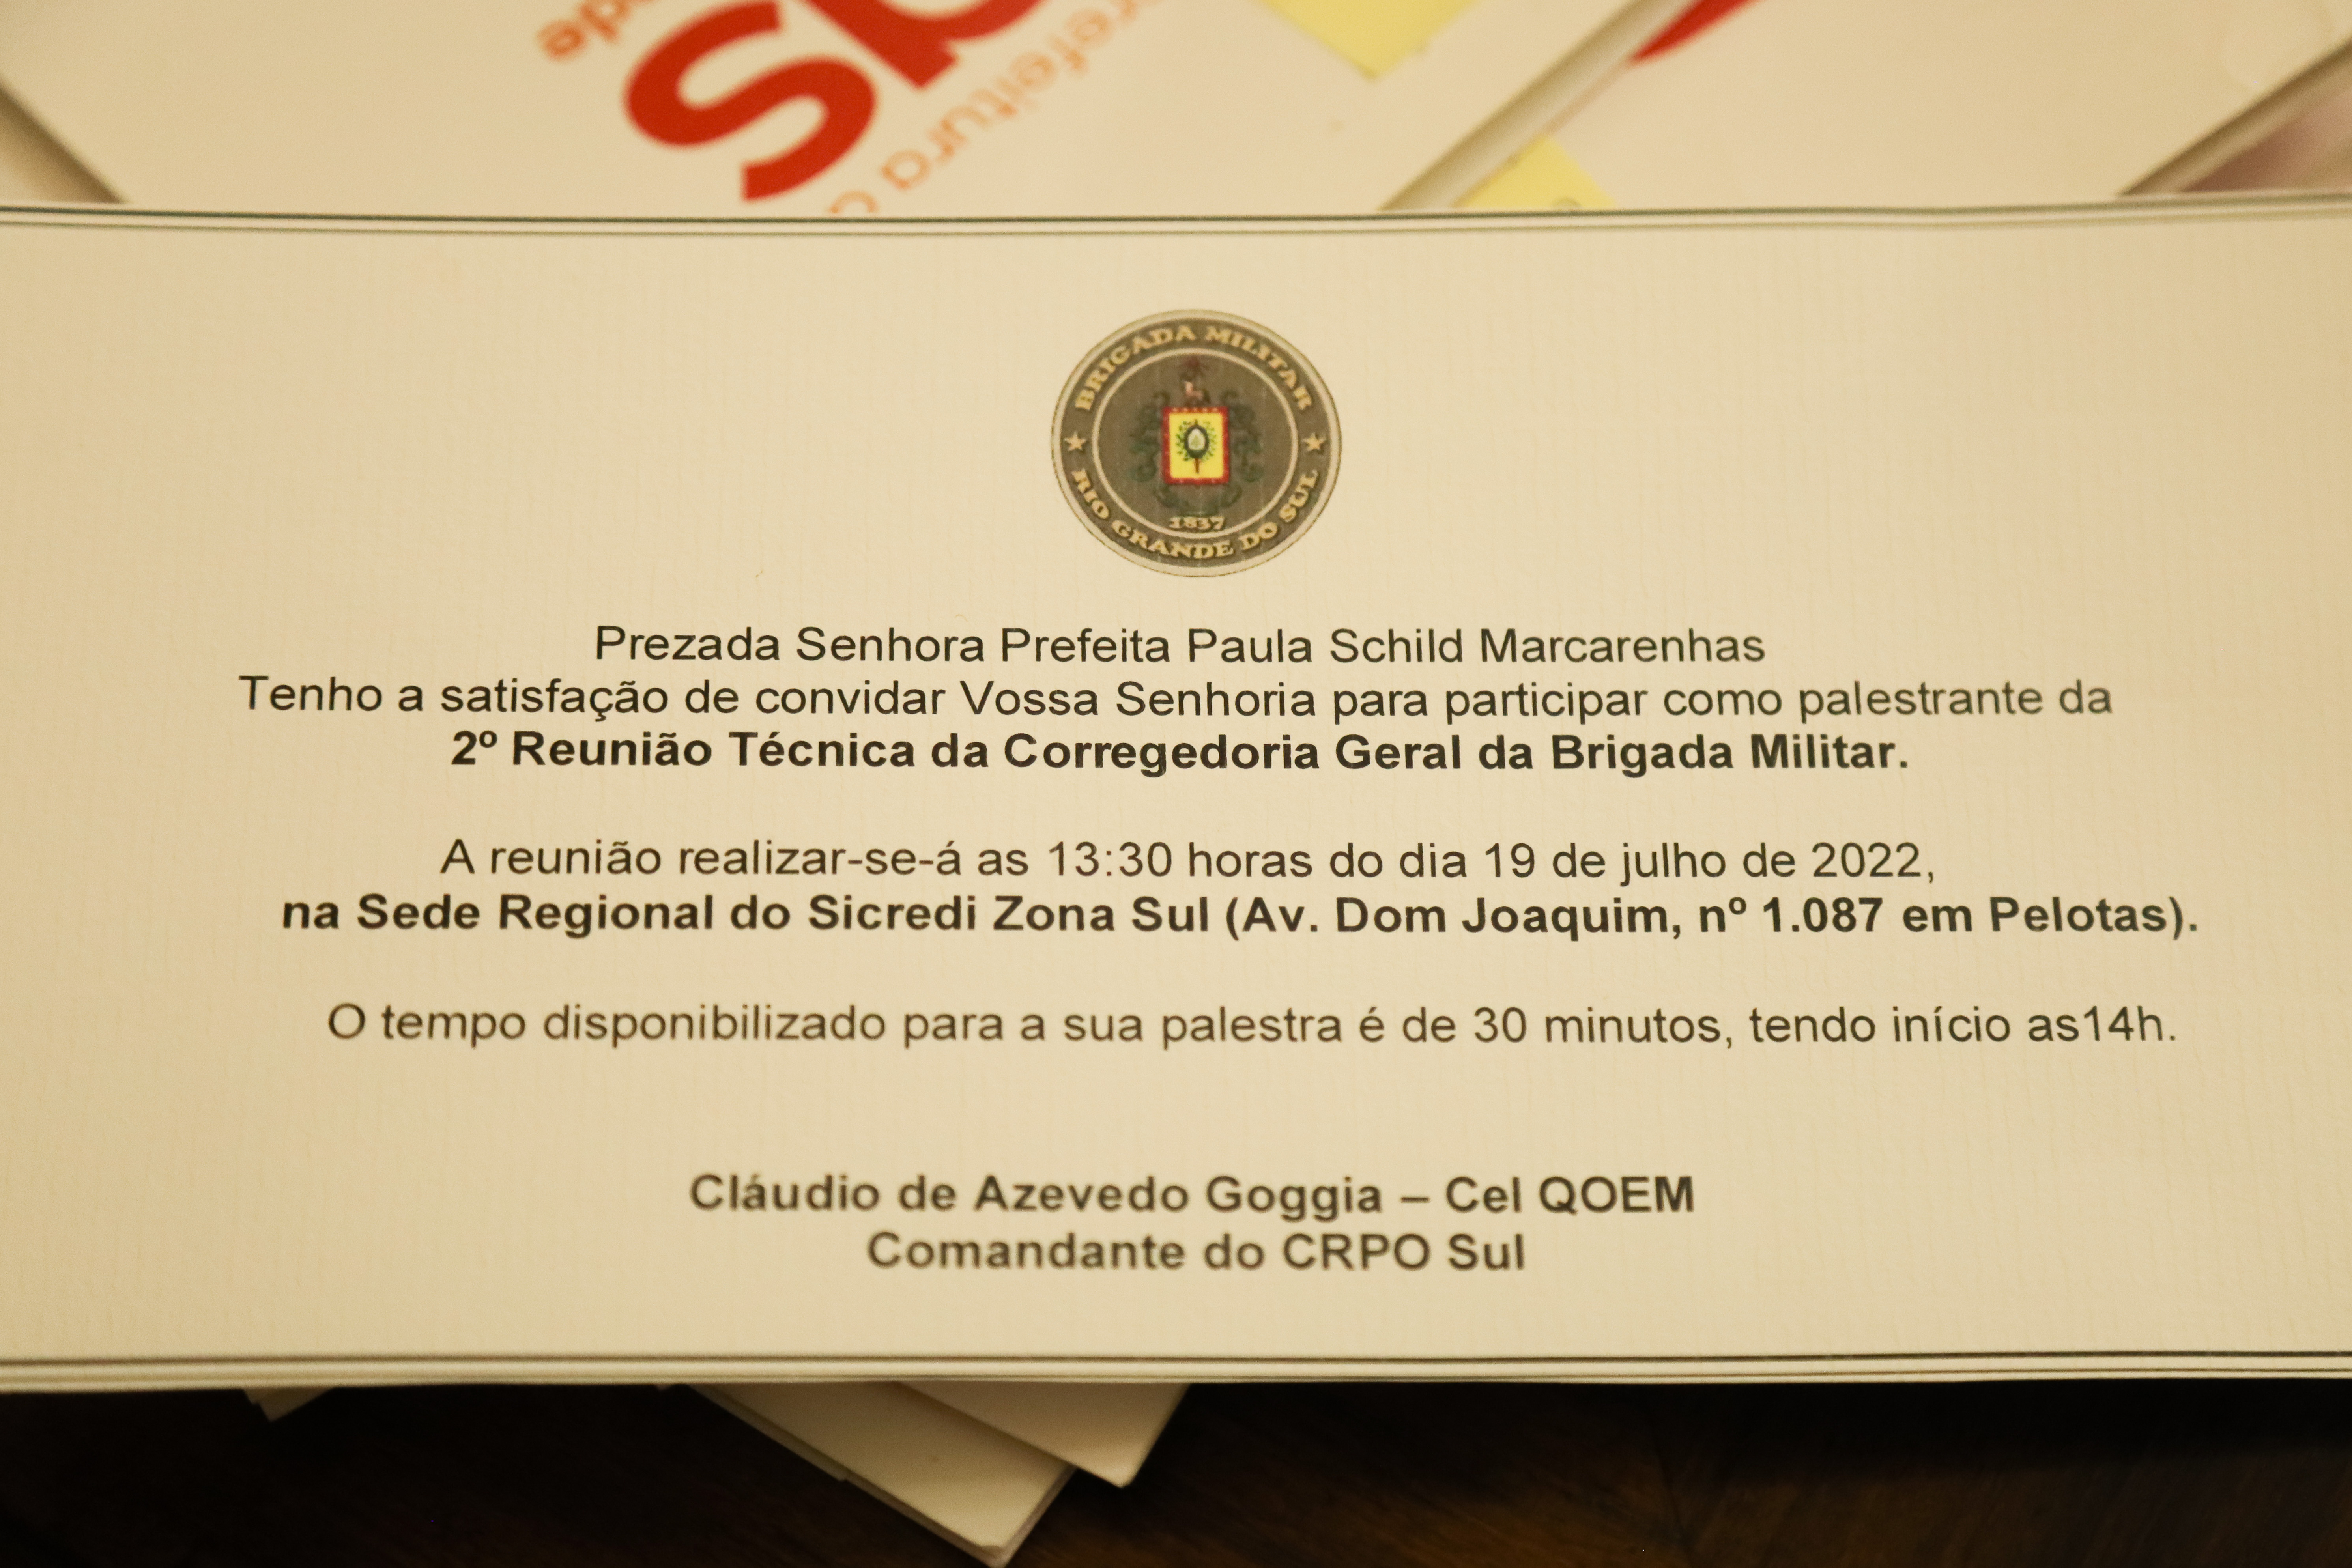 de
s
prefeitura d
BRIGADA MILITAR
1837
RIO GRANDE DO SUL
Prezada Senhora Prefeita Paula Schild Marcarenhas
Tenho a satisfação de convidar Vossa Senhoria para participar como palestrante da
2º Reunião Técnica da Corregedoria Geral da Brigada Militar.
A reunião realizar-se-á as 13:30 horas do dia 19 de julho de 2022,
na Sede Regional do Sicredi Zona Sul (Av. Dom Joaquim, nº 1.087 em Pelotas).
O tempo disponibilizado para a sua palestra é de 30 minutos, tendo início as14h.
Cláudio de Azevedo Goggia – Cel QOEM
Comandante do CRPO Sul